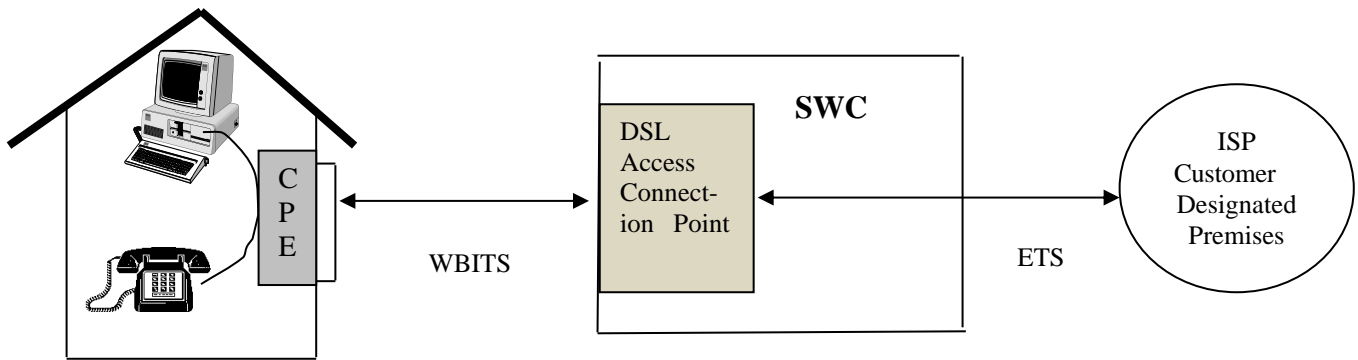 C
P
E
WBITS
DSL
Access
Connect-
ion Point
SWC
ETS
ISP
Customer
Designated
Premises